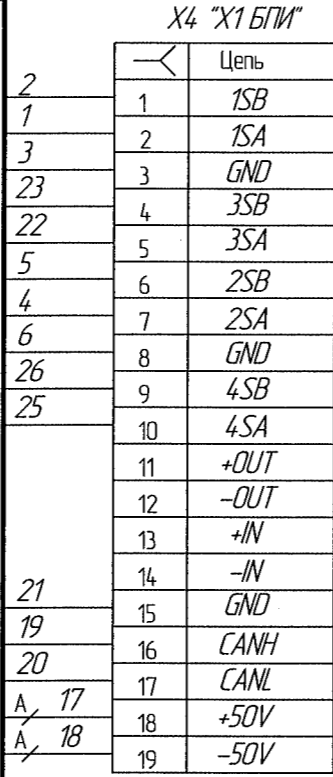 X4 "X1 БПИ"
Цепь
2 1 1SB
1 2 1SA
3 3 GND
23 4 3SB
22 5 3SA
5 6 2SB
4 7 2SA
6 8 GND
26 9 4SB
25 10 4SA
11 +OUT
12 -OUT
13 +IN
14 -IN
21 15 GND
19 16 CANH
20 17 CANL
A 17 18 +50V
A 18 19 -50V